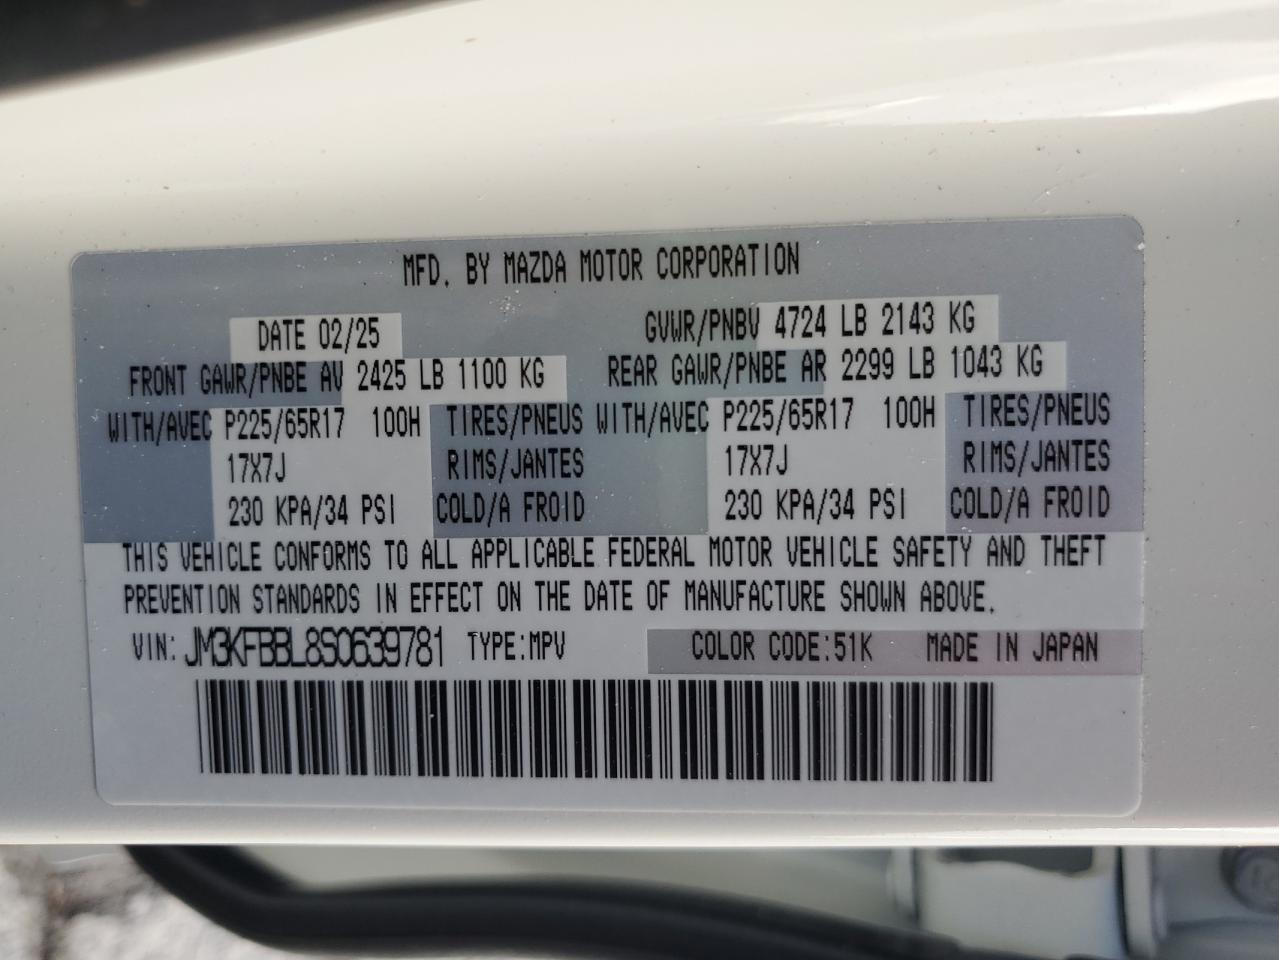 MFD. BY MAZDA MOTOR CORPORATION
DATE 02/25 GVWR/PNBV 4724 LB 2143 KG
FRONT GAWR/PNBE AV 2425 LB 1100 KG REAR GAWR/PNBE AR 2299 LB 1043 KG
WITH/AVEC P225/65R17 100H TIRES/PNEUS WITH/AVEC P225/65R17 100H TIRES/PNEUS
17X7J RIMS/JANTES 17X7J RIMS/JANTES
230 KPA/34 PSI COLD/A FROID 230 KPA/34 PSI COLD/A FROID
THIS VEHICLE CONFORMS TO ALL APPLICABLE FEDERAL MOTOR VEHICLE SAFETY AND THEFT
PREVENTION STANDARDS IN EFFECT ON THE DATE OF MANUFACTURE SHOWN ABOVE.
VIN: JM3KFBBL8S0639781 TYPE:MPV COLOR CODE:51K MADE IN JAPAN